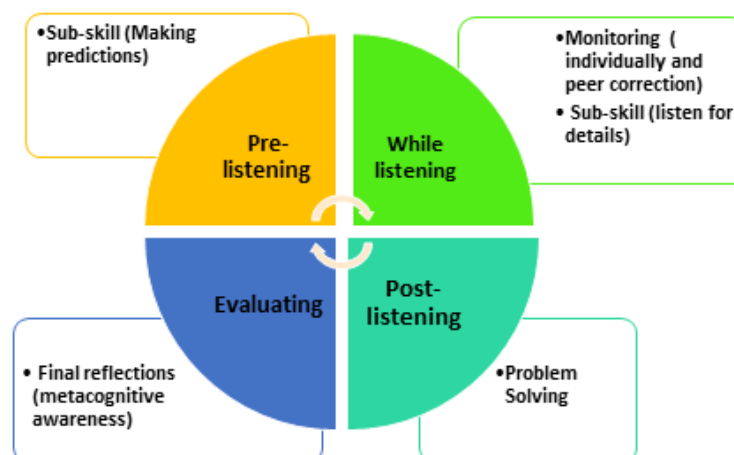 •Sub-skill (Making
predictions)
•Monitoring (
individually and
peer correction)
• Sub-skill (listen for
details)
Pre-
listening
While
listening
Evaluating
Post-
listening
• Final reflections
(metacognitive
awareness)
•Problem
Solving